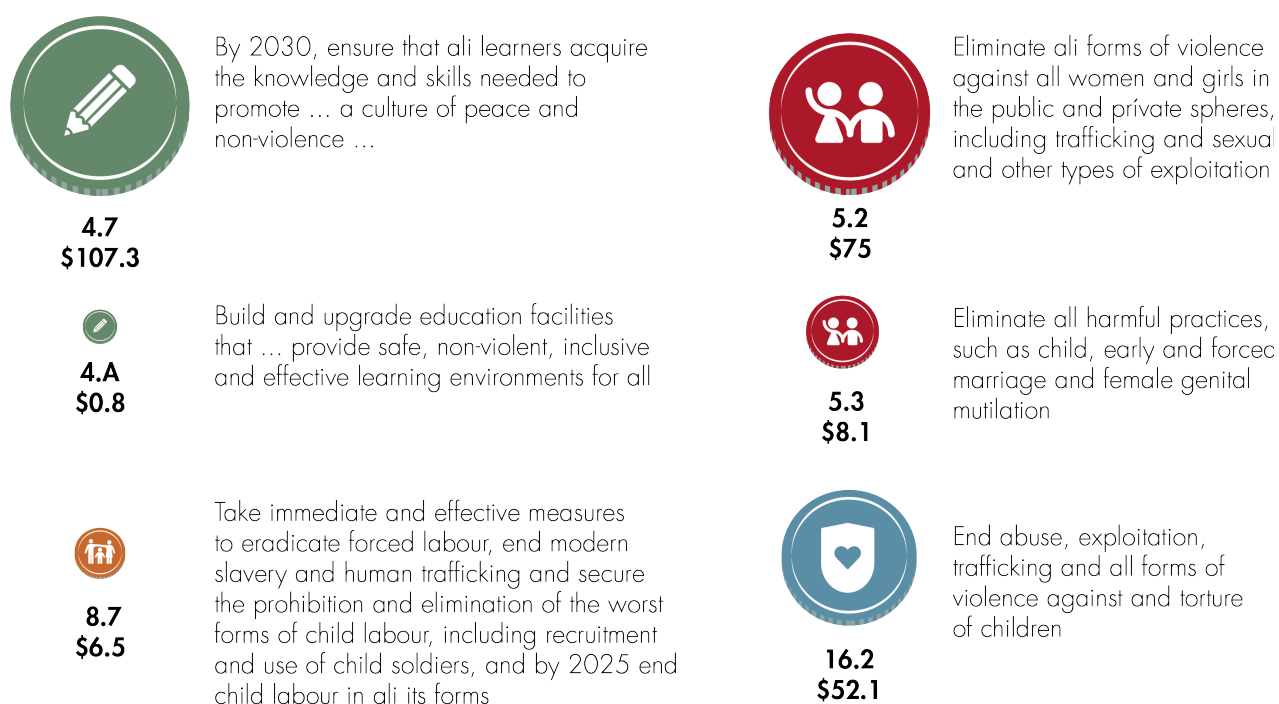 By 2030, ensure that ali learners acquire
the knowledge and skills needed to
promote ... a culture of peace and
non-violence ...
4.7
$107.3
Build and upgrade education facilities
that ... provide safe, non-violent, inclusive
and effective learning environments for all
4.A
$0.8
Take immediate and effective measures
to eradicate forced labour, end modern
slavery and human trafficking and secure
the prohibition and elimination of the worst
forms of child labour, including recruitment
and use of child soldiers, and by 2025 end
child labour in ali its forms
8.7
$6.5
Eliminate ali forms of violence
against all women and girls in
the public and prívate spheres,
including trafficking and sexual
and other types of exploitation
5.2
$75
Eliminate all harmful practices,
such as child, early and forced
marriage and female genital
mutilation
5.3
$8.1
End abuse, exploitation,
trafficking and all forms of
violence against and torture
of children
16.2
$52.1